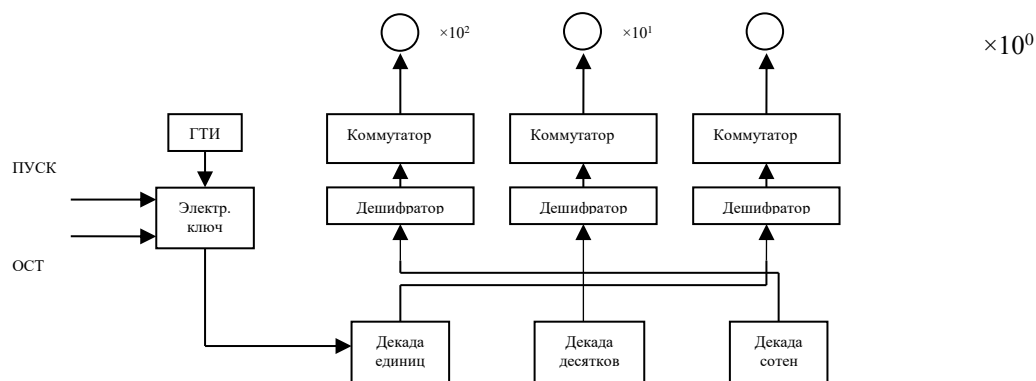 ×10²
×10¹
×10⁰
ГТИ
Коммутатор
Коммутатор
Коммутатор
ПУСК
Электр.
ключ
Дешифратор
Дешифратор
Дешифратор
ОСТ
Декада
единиц
Декада
десятков
Декада
сотен